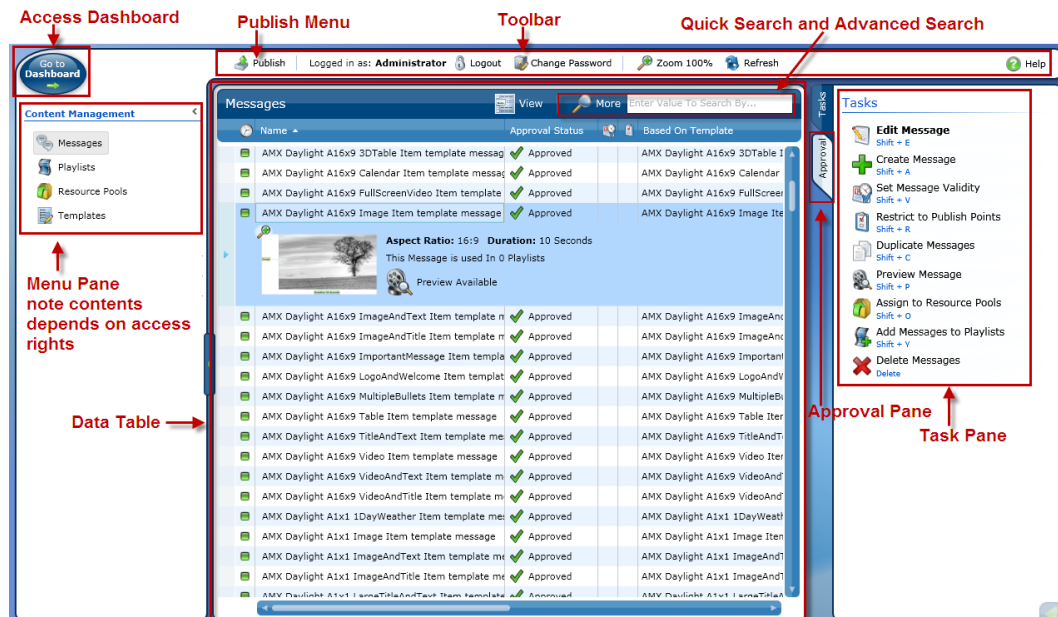 Access Dashboard
Publish Menu
Toolbar
Quick Search and Advanced Search
Go to
Dashboard
Publish
Logged in as: Administrator
Logout
Change Password
Zoom 100%
Refresh
Help
Content Management
Messages
Playlists
Resource Pools
Templates
Menu Pane
note contents
depends on access
rights
Data Table
Messages
View
More
Enter Value To Search By...
Name
Approval Status
Based On Template
AMX Daylight A16x9 3DTable Item template messag Approved AMX Daylight A16x9 3DTable I
AMX Daylight A16x9 Calendar Item template messag Approved AMX Daylight A16x9 Calendar
AMX Daylight A16x9 FullScreenVideo Item template Approved AMX Daylight A16x9 FullScreen
AMX Daylight A16x9 Image Item template message Approved AMX Daylight A16x9 Image Ite
Aspect Ratio: 16:9 Duration: 10 Seconds
This Message is used In 0 Playlists
Preview Available
AMX Daylight A16x9 ImageAndText Item template m Approved AMX Daylight A16x9 ImageAnd
AMX Daylight A16x9 ImageAndTitle Item template m Approved AMX Daylight A16x9 ImageAnd
AMX Daylight A16x9 ImportantMessage Item templa Approved AMX Daylight A16x9 Important
AMX Daylight A16x9 LogoAndWelcome Item templat Approved AMX Daylight A16x9 LogoAndW
AMX Daylight A16x9 MultipleBullets Item template m Approved AMX Daylight A16x9 MultipleBu
AMX Daylight A16x9 Table Item template message Approved AMX Daylight A16x9 Table Iter
AMX Daylight A16x9 TitleAndText Item template me Approved AMX Daylight A16x9 TitleAndT
AMX Daylight A16x9 Video Item template message Approved AMX Daylight A16x9 Video Iter
AMX Daylight A16x9 VideoAndText Item template m Approved AMX Daylight A16x9 VideoAnd
AMX Daylight A16x9 VideoAndTitle Item template m Approved AMX Daylight A16x9 VideoAnd
AMX Daylight A1x1 1DayWeather Item template me Approved AMX Daylight A1x1 1DayWeath
AMX Daylight A1x1 Image Item template message Approved AMX Daylight A1x1 Image Item
AMX Daylight A1x1 ImageAndText Item template me Approved AMX Daylight A1x1 ImageAndT
AMX Daylight A1x1 ImageAndTitle Item template me Approved AMX Daylight A1x1 ImageAndT
AMX Daylight A1x1 LargeTitleAndText Item template Approved AMX Daylight A1x1 LargeTitleA
Tasks
Approval
Tasks
Edit Message
Shift + E
Create Message
Shift + A
Set Message Validity
Shift + V
Restrict to Publish Points
Shift + R
Duplicate Messages
Shift + C
Preview Message
Shift + P
Assign to Resource Pools
Shift + O
Add Messages to Playlists
Shift + Y
Delete Messages
Delete
Approval Pane
Task Pane